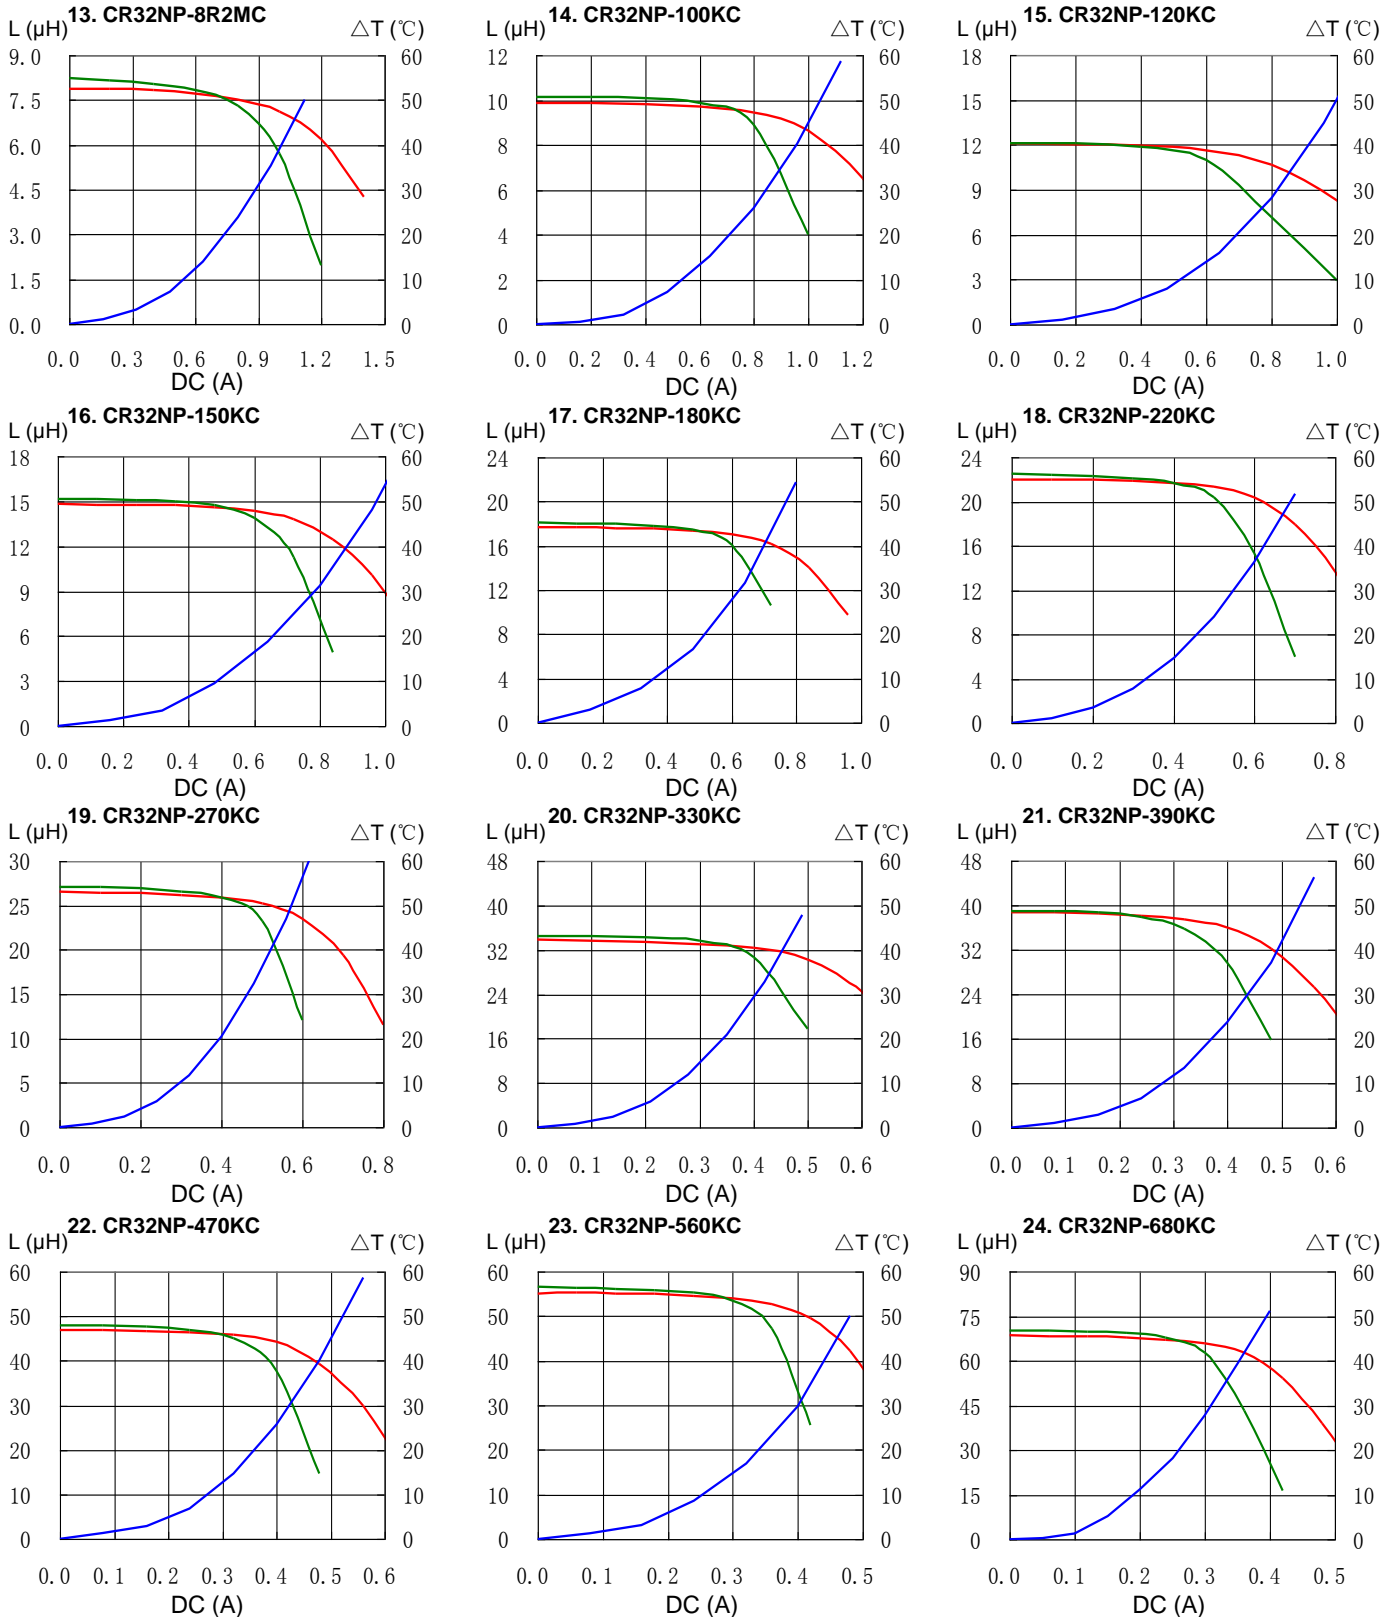 13. CR32NP-8R2MC
L (μH) △T (℃)
9.0 60
7.5 50
6.0 40
4.5 30
3.0 20
1.5 10
0.0 0
0.0 0.3 0.6 0.9 1.2 1.5
DC (A)
14. CR32NP-100KC
L (μH) △T (℃)
12 60
10 50
8 40
6 30
4 20
2 10
0 0
0.0 0.2 0.4 0.6 0.8 1.0 1.2
DC (A)
15. CR32NP-120KC
L (μH) △T (℃)
18 60
15 50
12 40
9 30
6 20
3 10
0 0
0.0 0.2 0.4 0.6 0.8 1.0
DC (A)
16. CR32NP-150KC
L (μH) △T (℃)
18 60
15 50
12 40
9 30
6 20
3 10
0 0
0.0 0.2 0.4 0.6 0.8 1.0
DC (A)
17. CR32NP-180KC
L (μH) △T (℃)
24 60
20 50
16 40
12 30
8 20
4 10
0 0
0.0 0.2 0.4 0.6 0.8 1.0
DC (A)
18. CR32NP-220KC
L (μH) △T (℃)
24 60
20 50
16 40
12 30
8 20
4 10
0 0
0.0 0.2 0.4 0.6 0.8
DC (A)
19. CR32NP-270KC
L (μH) △T (℃)
30 60
25 50
20 40
15 30
10 20
5 10
0 0
0.0 0.2 0.4 0.6 0.8
DC (A)
20. CR32NP-330KC
L (μH) △T (℃)
48 60
40 50
32 40
24 30
16 20
8 10
0 0
0.0 0.1 0.2 0.3 0.4 0.5 0.6
DC (A)
21. CR32NP-390KC
L (μH) △T (℃)
48 60
40 50
32 40
24 30
16 20
8 10
0 0
0.0 0.1 0.2 0.3 0.4 0.5 0.6
DC (A)
22. CR32NP-470KC
L (μH) △T (℃)
60 60
50 50
40 40
30 30
20 20
10 10
0 0
0.0 0.1 0.2 0.3 0.4 0.5 0.6
DC (A)
23. CR32NP-560KC
L (μH) △T (℃)
60 60
50 50
40 40
30 30
20 20
10 10
0 0
0.0 0.1 0.2 0.3 0.4 0.5
DC (A)
24. CR32NP-680KC
L (μH) △T (℃)
90 60
75 50
60 40
45 30
30 20
15 10
0 0
0.0 0.1 0.2 0.3 0.4 0.5
DC (A)